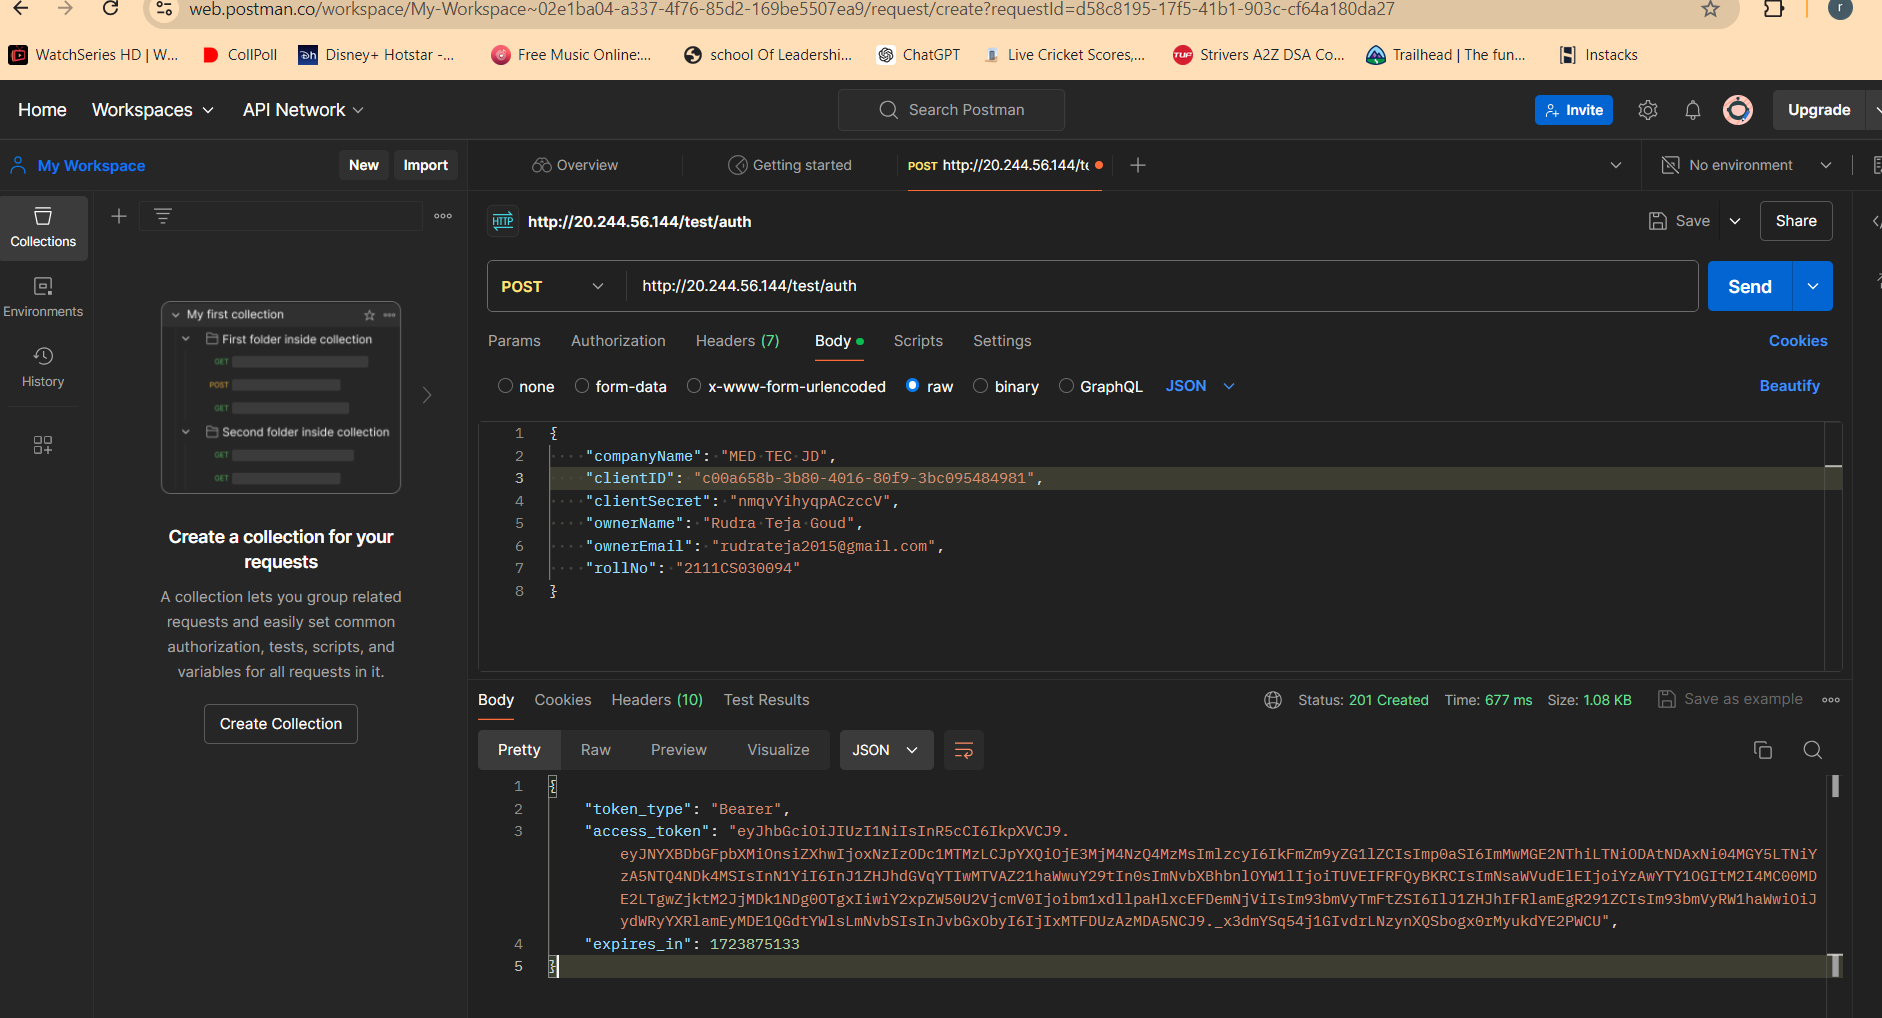 web.postman.co/workspace/My-Workspace~02e1ba04-a337-4f76-85d2-169be5507ea9/request/create?requestId=d58c8195-17f5-41b1-903c-cf64a180da27
r
WatchSeries HD | W... CollPoll Disney+ Hotstar -... Free Music Online:... school Of Leadershi... ChatGPT Live Cricket Scores,... Strivers A2Z DSA Co... Trailhead | The fun... Instacks
Home Workspaces API Network Search Postman Invite Upgrade
My Workspace New Import Overview Getting started POST http://20.244.56.144/te No environment
Collections
Environments
History
My first collection
First folder inside collection
GET
POST
GET
Second folder inside collection
GET
GET
Create a collection for your
requests
A collection lets you group related
requests and easily set common
authorization, tests, scripts, and
variables for all requests in it.
Create Collection
HTTP http://20.244.56.144/test/auth Save Share
POST http://20.244.56.144/test/auth Send
Params Authorization Headers (7) Body Scripts Settings Cookies
none form-data x-www-form-urlencoded raw binary GraphQL JSON Beautify
1 {
2 "companyName": "MED TEC JD",
3 "clientID": "c00a658b-3b80-4016-80f9-3bc095484981",
4 "clientSecret": "nmqvYihyqpACzccV",
5 "ownerName": "Rudra Teja Goud",
6 "ownerEmail": "rudrateja2015@gmail.com",
7 "rollNo": "2111CS030094"
8 }
Body Cookies Headers (10) Test Results Status: 201 Created Time: 677 ms Size: 1.08 KB Save as example
Pretty Raw Preview Visualize JSON
1 {
2 "token_type": "Bearer",
3 "access_token": "eyJhbGciOiJIUzI1NiIsInR5cCI6IkpXVCJ9.
eyJNYXBDbGFpbXMiOnsiZXhwIjoxNzIzODc1MTMzLCJpYXQiOjE3MjM4NzQ4MzMsImlzcyI6IkFmZm9yZG1lZCIsImp0aSI6ImMwMGE2NThiLTNiODAtNDAxNi04MGY5LTNiY
zA5NTQ4NDk4MSIsInN1YiI6InJ1ZHJhdGVqYTIwMTVAZ21haWwuY29tIn0sImNvbXBhbnlOYW1lIjoiTUVEIFRFQyBKRCIsImNsaWVudElEIjoiYzAwYTY1OGItM2I4MC00MD
E2LTgwZjktM2JjMDk1NDg0OTgxIiwiY2xpZW50U2VjcmV0Ijoibm1xdllpaHlxcEFDemNjViIsIm93bmVyTmFtZSI6IlJ1ZHJhIFRlamEgR291ZCIsIm93bmVyRW1haWwiOiJ
ydWRyYXRlamEyMDE1QGdtYWlsLmNvbSIsInJvbGxObyI6IjIxMTFDUzAzMDA5NCJ9._x3dmYSq54j1GIvdrLNzynXQSbogx0rMyukdYE2PWCU",
4 "expires_in": 1723875133
5 }